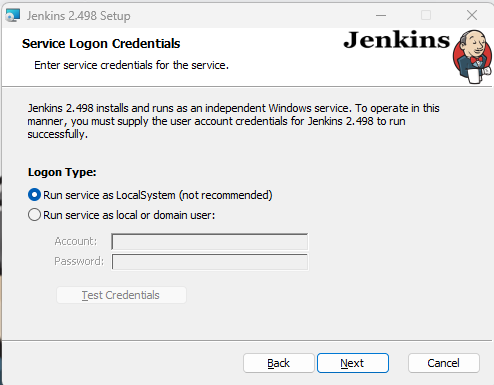 Jenkins 2.498 Setup
Service Logon Credentials
Enter service credentials for the service.
Jenkins
Jenkins 2.498 installs and runs as an independent Windows service. To operate in this
manner, you must supply the user account credentials for Jenkins 2.498 to run
successfully.
Logon Type:
Run service as LocalSystem (not recommended)
Run service as local or domain user:
Account:
Password:
Test Credentials
Back Next Cancel